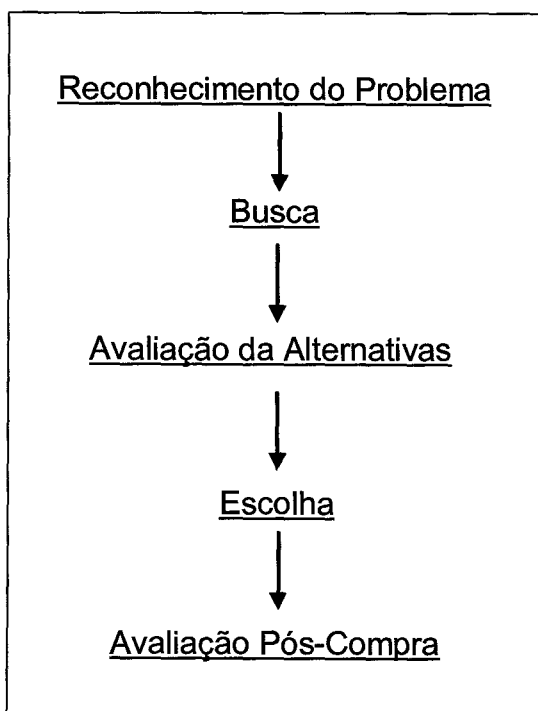 Reconhecimento do Problema
Busca
Avaliação da Alternativas
Escolha
Avaliação Pós-Compra